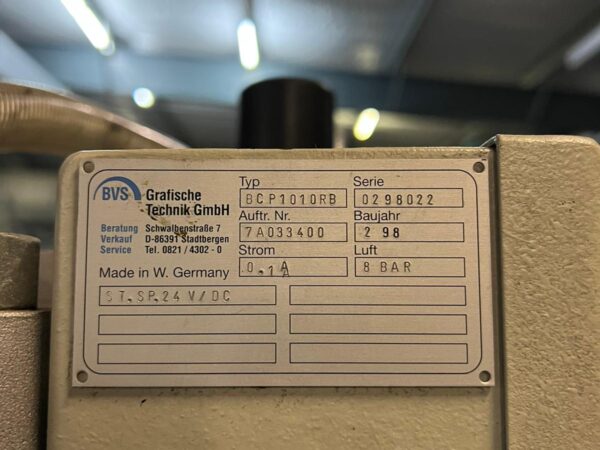 BVS
Grafische
Technik GmbH
Beratung Schwalbenstraße 7
Verkauf D-86391 Stadtbergen
Service Tel. 0821 / 4302 - 0
Made in W. Germany
Typ Serie
BCP1010RB 0298022
Auftr. Nr. Baujahr
7A033400 2 98
Strom Luft
0.1A 8 BAR
ST.SP.24 V/DC